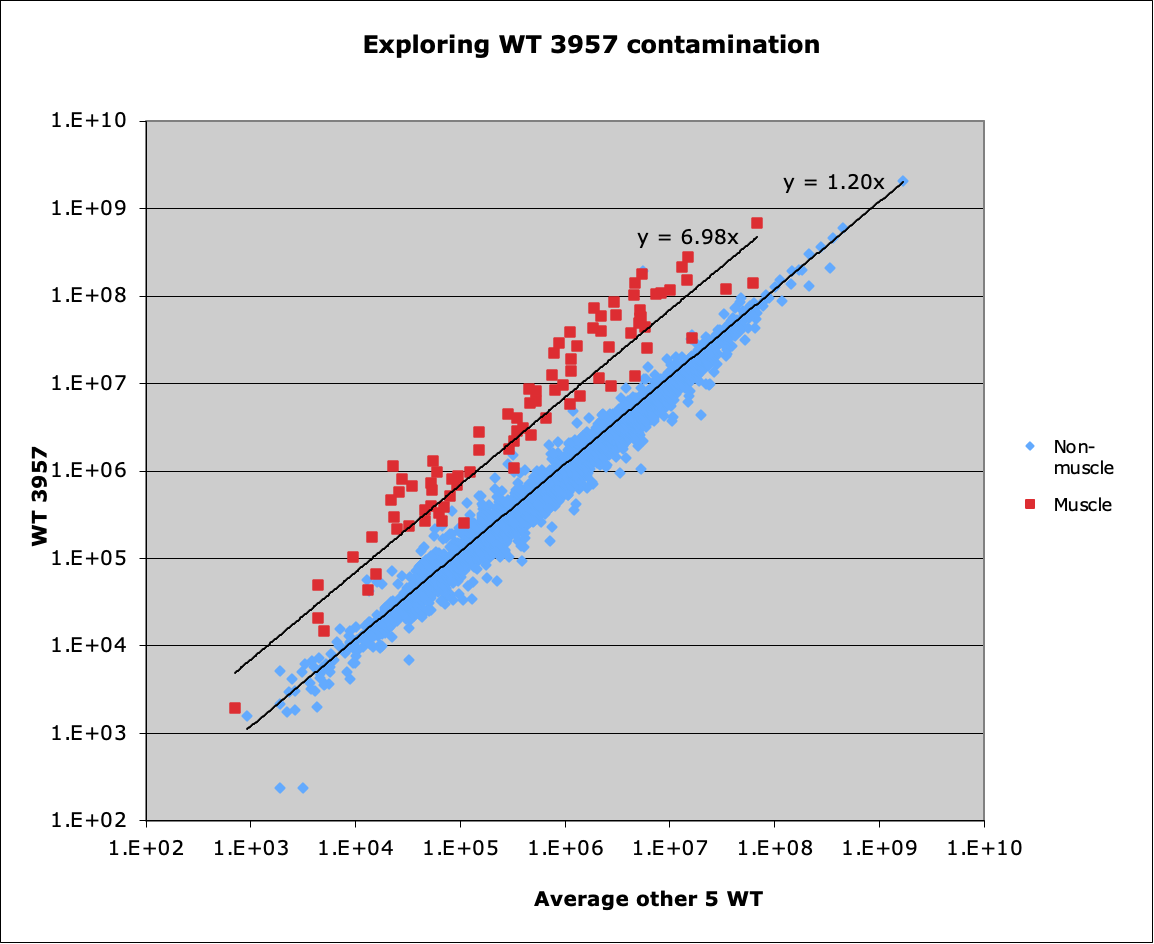 Exploring WT 3957 contamination
1.E+10
1.E+09
1.E+08
1.E+07
1.E+06
1.E+05
1.E+04
1.E+03
1.E+02
WT 3957
y = 1.20x
y = 6.98x
Non-
muscle
Muscle
1.E+02 1.E+03 1.E+04 1.E+05 1.E+06 1.E+07 1.E+08 1.E+09 1.E+10
Average other 5 WT